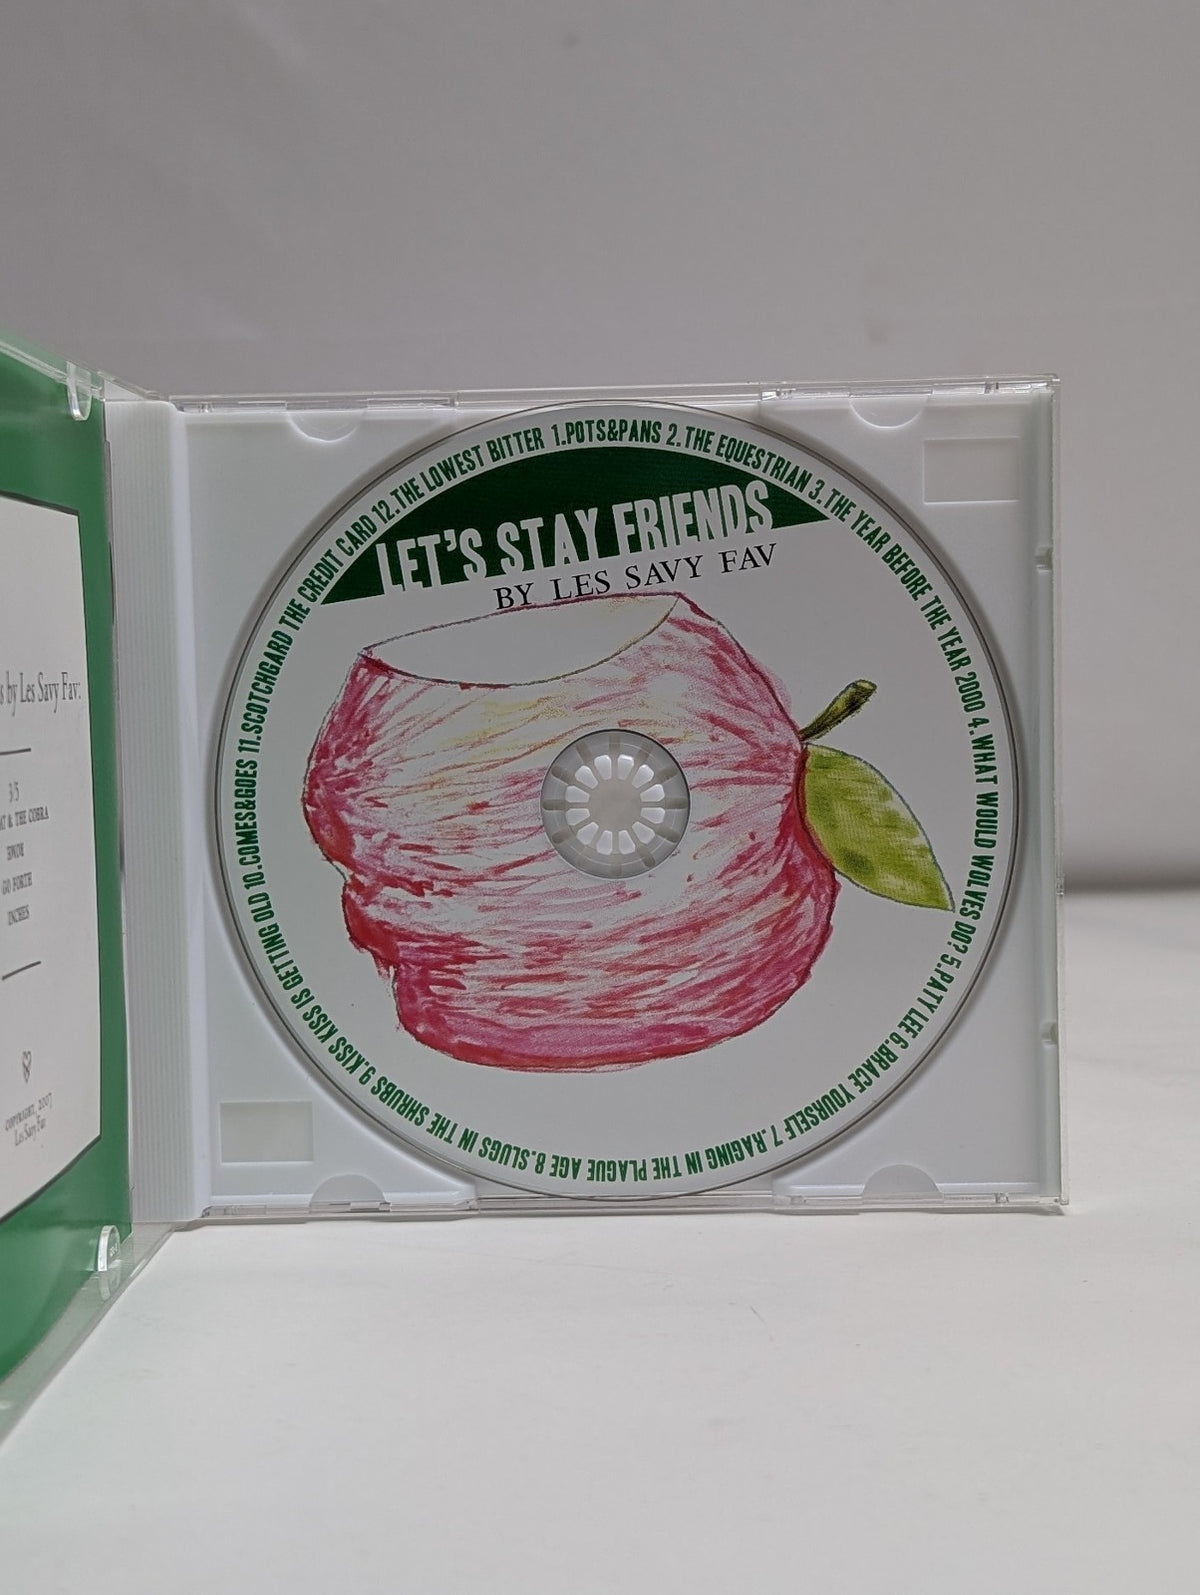 LET'S STAY FRIENDS
BY LES SAVY FAV
1.POTS&PANS 2.THE EQUESTRIAN 3.THE YEAR BEFORE THE YEAR 2000 4.WHAT WOULD WOLVES DO? 5.PATY LEE 6.BRACE YOURSELF 7.RAGING IN THE PLAGUE AGE 8.SLUGS IN THE SHRUBS 9.KISS KISS IS GETTING OLD 10.COMES&GOES 11.SCOTCHGARD THE CREDIT CARD 12.THE LOWEST BITTER
by Les Savy Fav:
3/5
& THE COBRA
GO FORTH
INCHES
COPYRIGHT, 2007
Les Savy Fav